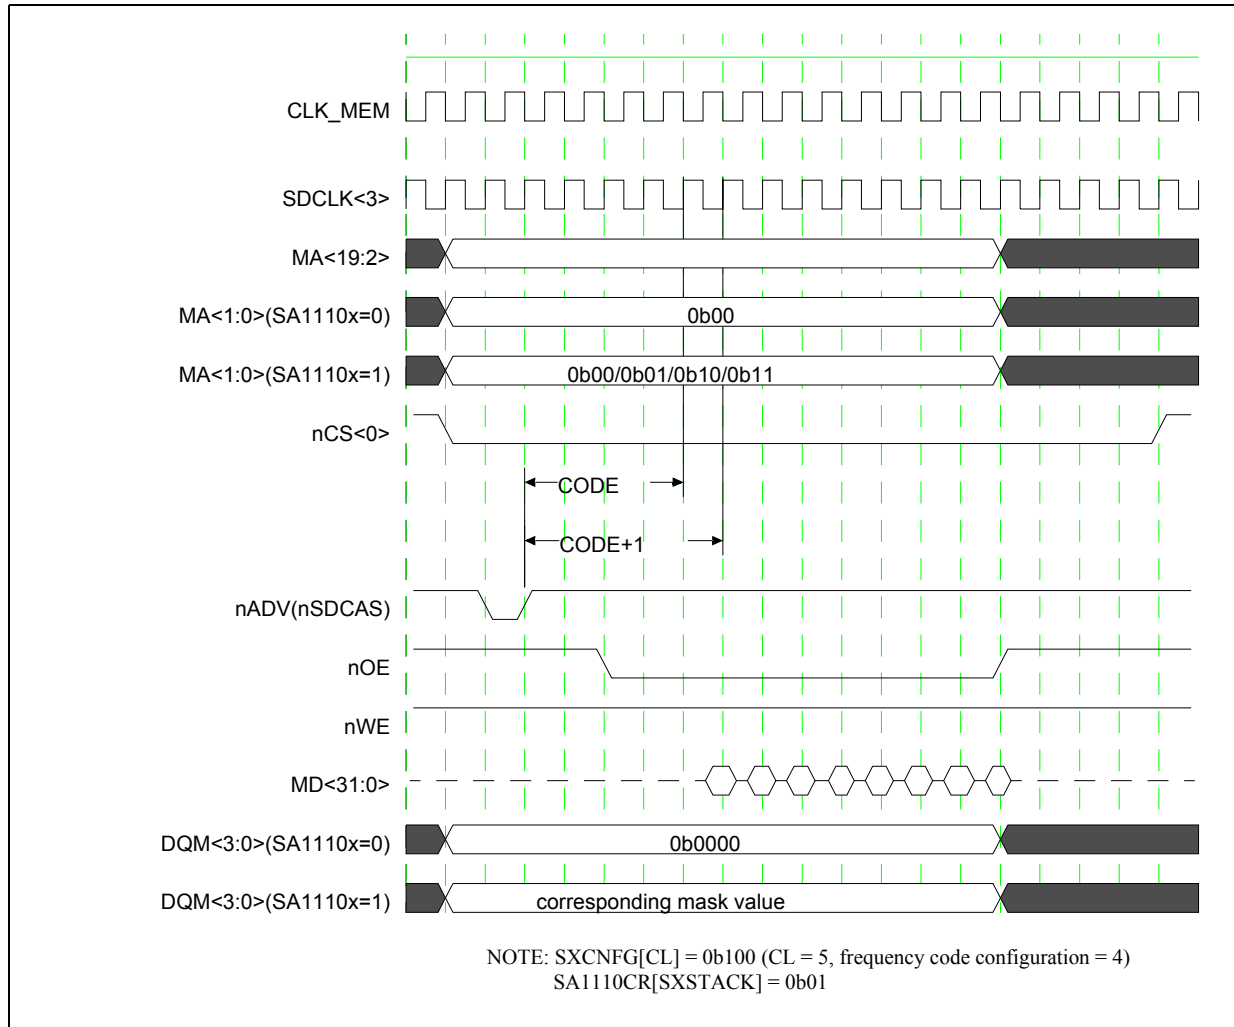 CLK_MEM
SDCLK<3>
MA<19:2>
MA<1:0>(SA1110x=0)
0b00
MA<1:0>(SA1110x=1)
0b00/0b01/0b10/0b11
nCS<0>
CODE
CODE+1
nADV(nSDCAS)
nOE
nWE
MD<31:0>
DQM<3:0>(SA1110x=0)
0b0000
DQM<3:0>(SA1110x=1)
corresponding mask value
NOTE: SXCNFG[CL] = 0b100 (CL = 5, frequency code configuration = 4)
SA1110CR[SXSTACK] = 0b01